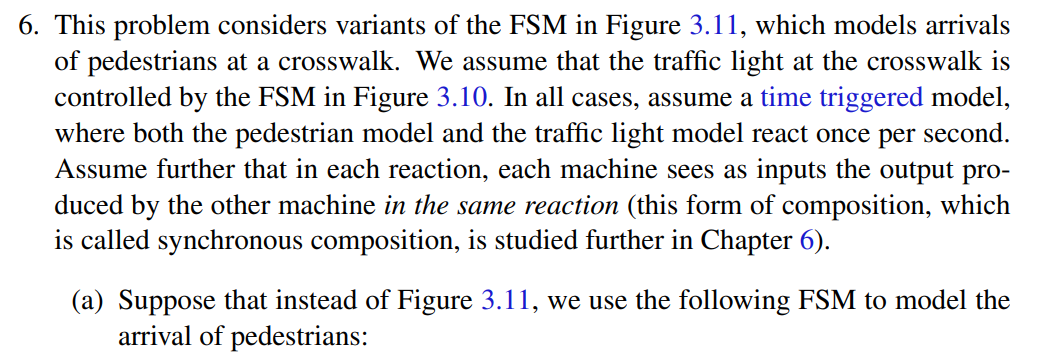 6. This problem considers variants of the FSM in Figure 3.11, which models arrivals
of pedestrians at a crosswalk. We assume that the traffic light at the crosswalk is
controlled by the FSM in Figure 3.10. In all cases, assume a time triggered model,
where both the pedestrian model and the traffic light model react once per second.
Assume further that in each reaction, each machine sees as inputs the output pro-
duced by the other machine in the same reaction (this form of composition, which
is called synchronous composition, is studied further in Chapter 6).
(a) Suppose that instead of Figure 3.11, we use the following FSM to model the
arrival of pedestrians: